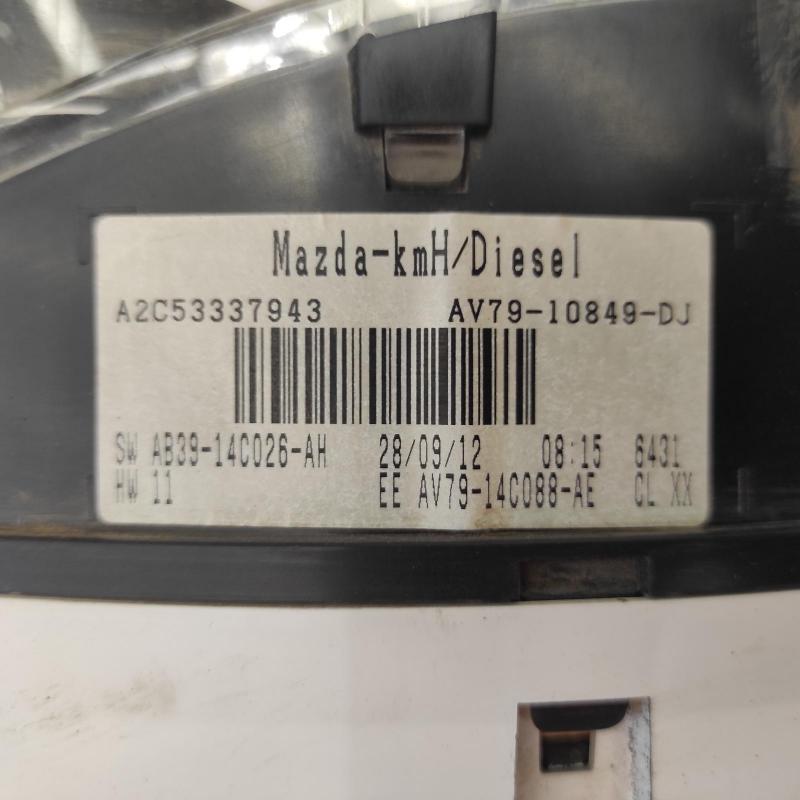 Mazda-kmH/Diesel
A2C53337943 AV79-10849-DJ
SW AB39-14C026-AH 28/09/12 08:15 6431
HW 11 EE AV79-14C088-AE CL XX